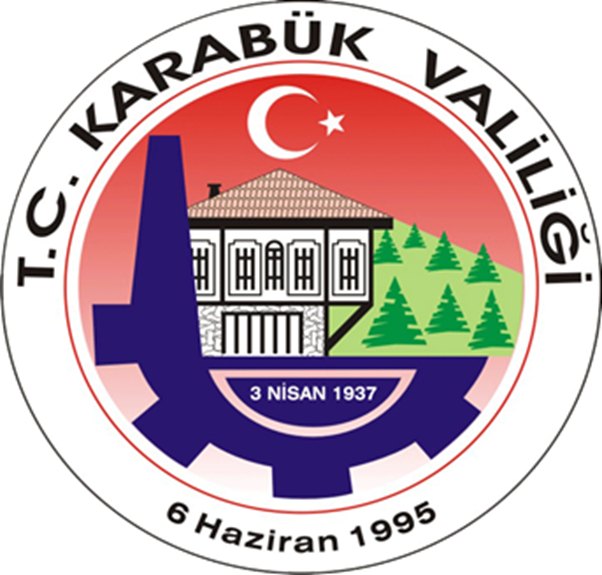 T.C. KARABÜK VALİLİĞİ
3 NİSAN 1937
6 Haziran 1995